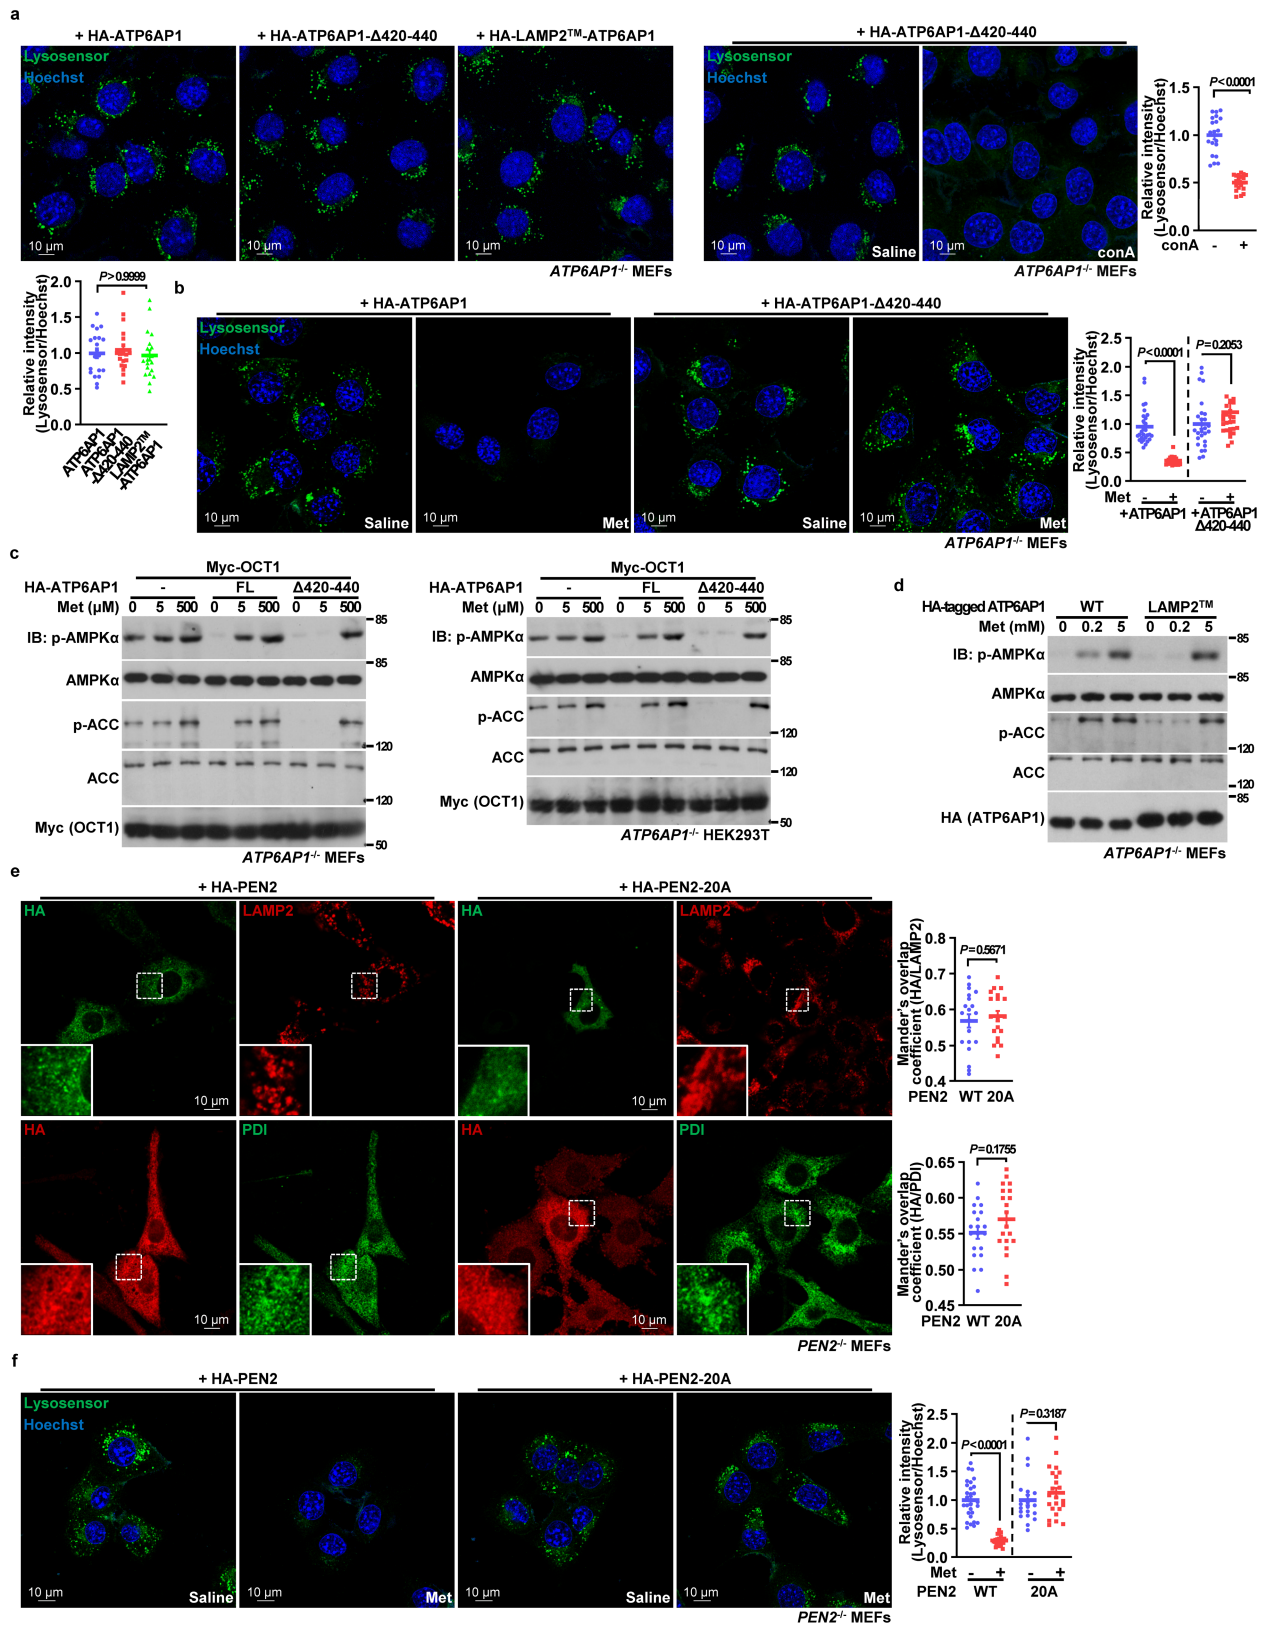 a
+ HA-ATP6AP1
+ HA-ATP6AP1-Δ420-440
+ HA-LAMP2TM-ATP6AP1
+ HA-ATP6AP1-Δ420-440
Lysosensor
Hoechst
10 µm
10 µm
10 µm
ATP6AP1-/- MEFs
Lysosensor
Hoechst
10 µm
Saline
10 µm
conA
ATP6AP1-/- MEFs
Relative intensity
(Lysosensor/Hoechst)
1.5
1.0
0.5
0.0
P<0.0001
conA - +
Relative intensity
(Lysosensor/Hoechst)
2.0
1.5
1.0
0.5
0.0
P>0.9999
ATP6AP1
ATP6AP1
-Δ420-440
LAMP2TM
-ATP6AP1
b
+ HA-ATP6AP1
+ HA-ATP6AP1-Δ420-440
Lysosensor
Hoechst
10 µm
Saline
10 µm
Met
10 µm
Saline
10 µm
Met
ATP6AP1-/- MEFs
Relative intensity
(Lysosensor/Hoechst)
2.5
2.0
1.5
1.0
0.5
0.0
P<0.0001
P=0.2053
Met - + - +
+ATP6AP1
+ATP6AP1
Δ420-440
c
Myc-OCT1
HA-ATP6AP1 - FL Δ420-440
Met (µM) 0 5 500 0 5 500 0 5 500
IB: p-AMPKα
85
AMPKα
85
p-ACC
120
ACC
120
Myc (OCT1)
50
ATP6AP1-/- MEFs
Myc-OCT1
HA-ATP6AP1 - FL Δ420-440
Met (µM) 0 5 500 0 5 500 0 5 500
IB: p-AMPKα
85
AMPKα
85
p-ACC
120
ACC
120
Myc (OCT1)
50
ATP6AP1-/- HEK293T
d
HA-tagged ATP6AP1 WT LAMP2TM
Met (mM) 0 0.2 5 0 0.2 5
IB: p-AMPKα
85
AMPKα
85
p-ACC
120
ACC
120
HA (ATP6AP1)
85
ATP6AP1-/- MEFs
e
+ HA-PEN2
+ HA-PEN2-20A
HA
10 µm
LAMP2
10 µm
HA
10 µm
LAMP2
10 µm
Mander's overlap
coefficient (HA/LAMP2)
0.8
0.7
0.6
0.5
0.4
P=0.5671
PEN2 WT 20A
HA
10 µm
PDI
10 µm
HA
10 µm
PDI
10 µm
PEN2-/- MEFs
Mander's overlap
coefficient (HA/PDI)
0.65
0.60
0.55
0.50
0.45
P=0.1755
PEN2 WT 20A
f
+ HA-PEN2
+ HA-PEN2-20A
Lysosensor
Hoechst
10 µm
Saline
10 µm
Met
10 µm
Saline
10 µm
Met
PEN2-/- MEFs
Relative intensity
(Lysosensor/Hoechst)
2.5
2.0
1.5
1.0
0.5
0.0
P<0.0001
P=0.3187
Met - + - +
PEN2 WT 20A